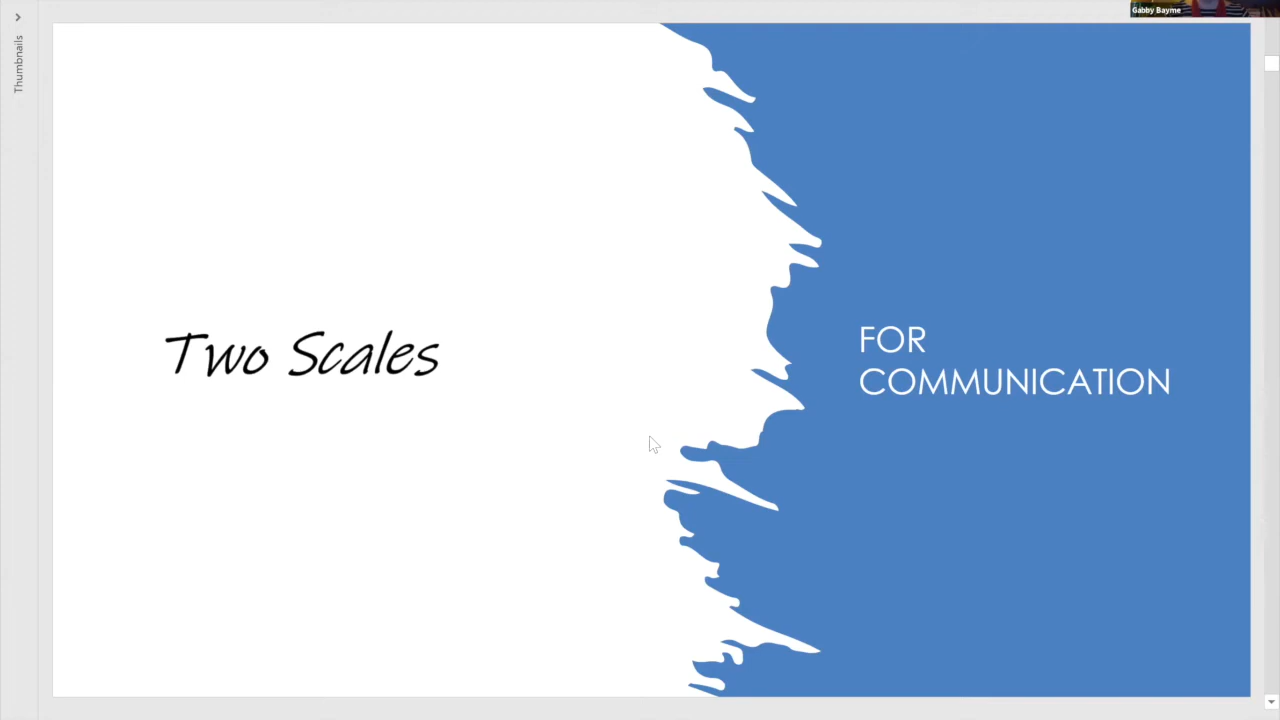 Gabby Bayme
Thumbnails
Two Scales
FOR
COMMUNICATION